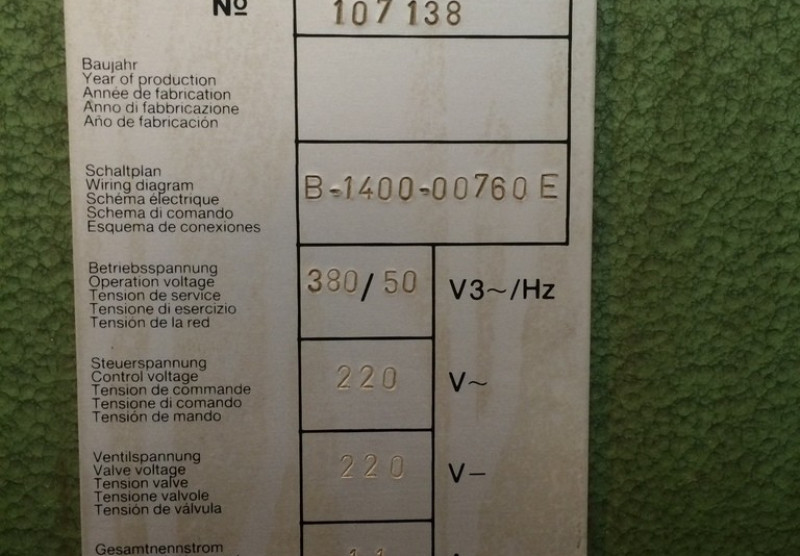 Nº 107 138
Baujahr
Year of production
Année de fabrication
Anno di fabbricazione
Año de fabricación
Schaltplan
Wiring diagram
Schéma électrique
Schema di comando
Esquema de conexiones
B-1400-00760 E
Betriebsspannung
Operation voltage
Tension de service
Tensione di esercizio
Tensión de la red
380/50 V3~/Hz
Steuerspannung
Control voltage
Tension de commande
Tensione di comando
Tensión de mando
220 V~
Ventilspannung
Valve voltage
Tension valve
Tensione valvole
Tensión de válvula
220 V–
Gesamtnennstrom